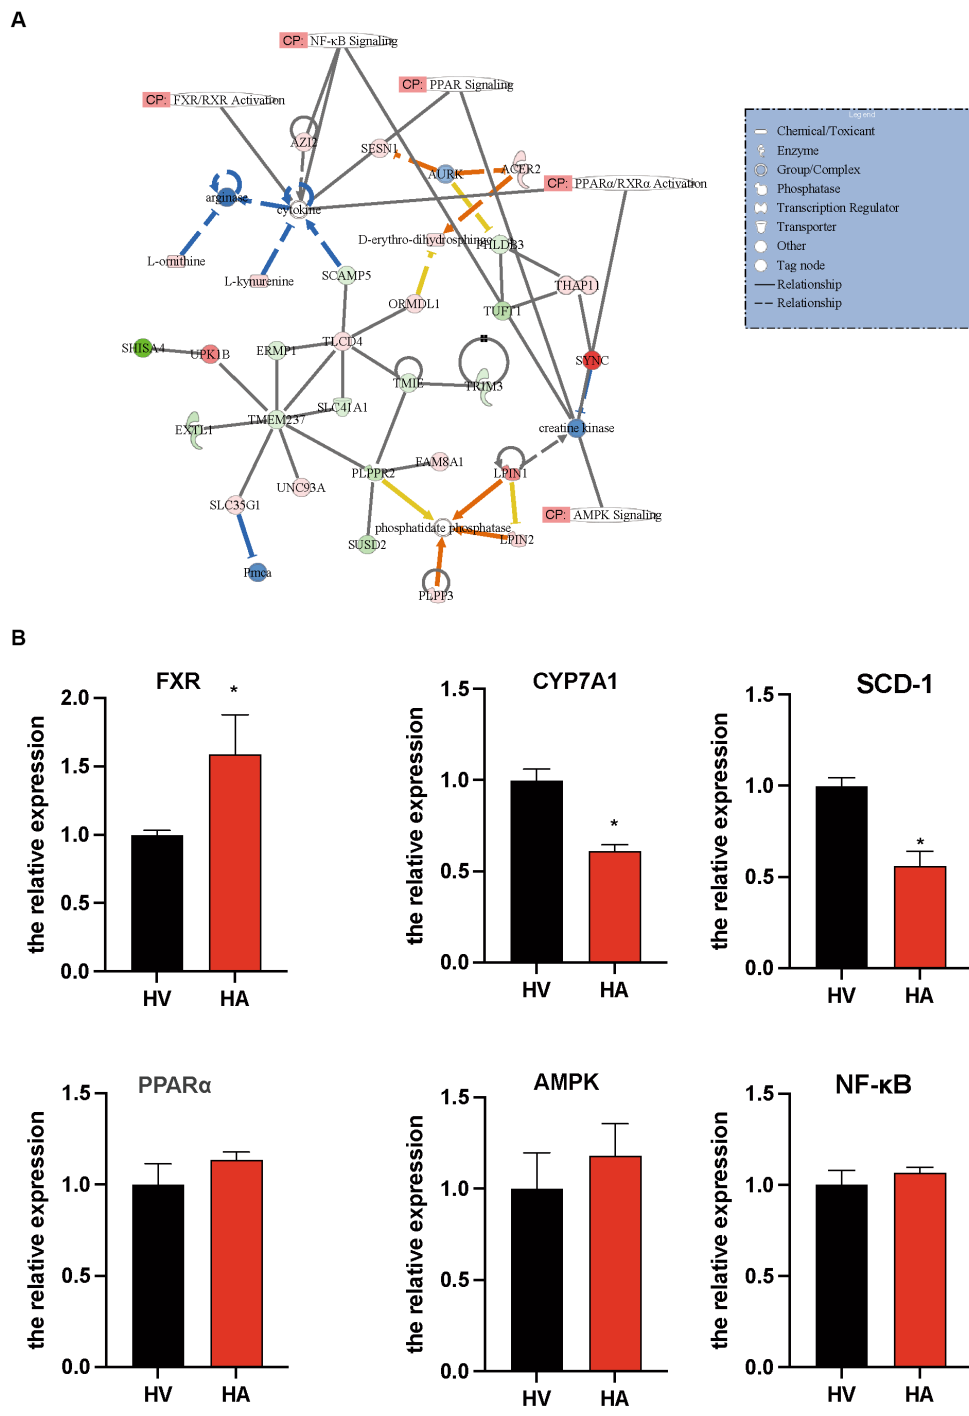 A
CP: NF-κB Signaling
CP: PPAR Signaling
CP: FXR/RXR Activation
Legend
Chemical/Toxicant
Enzyme
Group/Complex
Phosphatase
Transcription Regulator
Transporter
Other
Tag node
Relationship
Relationship
AZI2
SESN1
AURK
ACER2
CP: PPARα/RXRα Activation
arginase
cytokine
D-erythro-dihydrosphingo
PHLDB3
L-ornithine
L-kynurenine
SCAMP5
THAP11
ORMDL1
TUFT1
SHISA4
UPK1B
ERMP1
TLCD4
SYNC
TMIE
TRIM3
SLC41A1
EXTL1
TMEM237
creatine kinase
PLPPR2
FAM8A1
LPIN1
UNC93A
SLC35G1
CP: AMPK Signaling
phosphatidate phosphatase
LPIN2
SUSD2
Pmca
PLPP3
B
FXR
the relative expression
2.0
1.5
1.0
0.5
0.0
*
HV
HA
CYP7A1
the relative expression
1.5
1.0
0.5
0.0
*
HV
HA
SCD-1
the relative expression
1.5
1.0
0.5
0.0
*
HV
HA
PPARα
the relative expression
1.5
1.0
0.5
0.0
HV
HA
AMPK
the relative expression
1.5
1.0
0.5
0.0
HV
HA
NF-κB
the relative expression
1.5
1.0
0.5
0.0
HV
HA